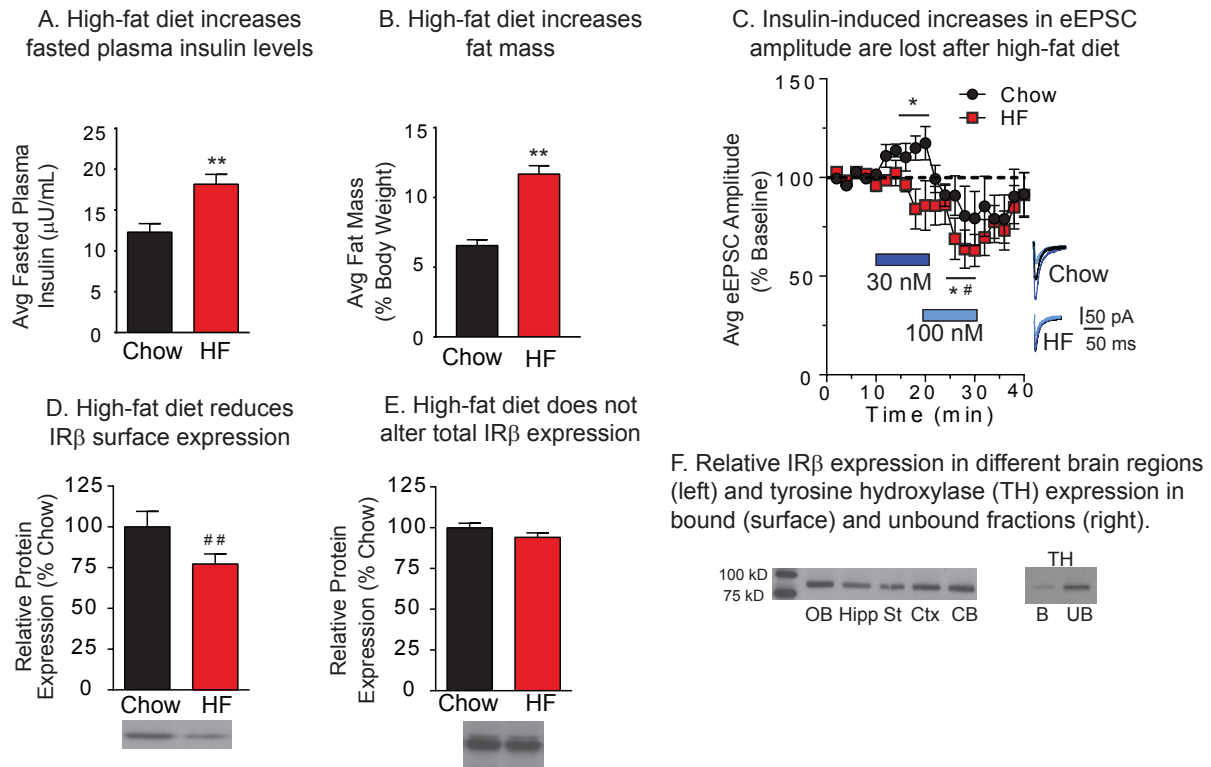 A. High-fat diet increases
fasted plasma insulin levels
Avg Fasted Plasma
Insulin (μU/mL)
25
20
15
10
5
0
**
Chow HF
B. High-fat diet increases
fat mass
Avg Fat Mass
(% Body Weight)
15
10
5
0
**
Chow HF
C. Insulin-induced increases in eEPSC
amplitude are lost after high-fat diet
Avg eEPSC Amplitude
(% Baseline)
150
100
50
0
Chow
HF
*
30 nM
* #
100 nM
Chow
HF
50 pA
50 ms
0 10 20 30 40
Time (min)
D. High-fat diet reduces
IRβ surface expression
Relative Protein
Expression (% Chow)
125
100
75
50
25
0
##
Chow HF
E. High-fat diet does not
alter total IRβ expression
Relative Protein
Expression (% Chow)
125
100
75
50
25
0
Chow HF
F. Relative IRβ expression in different brain regions
(left) and tyrosine hydroxylase (TH) expression in
bound (surface) and unbound fractions (right).
100 kD
75 kD
OB Hipp St Ctx CB
TH
B UB